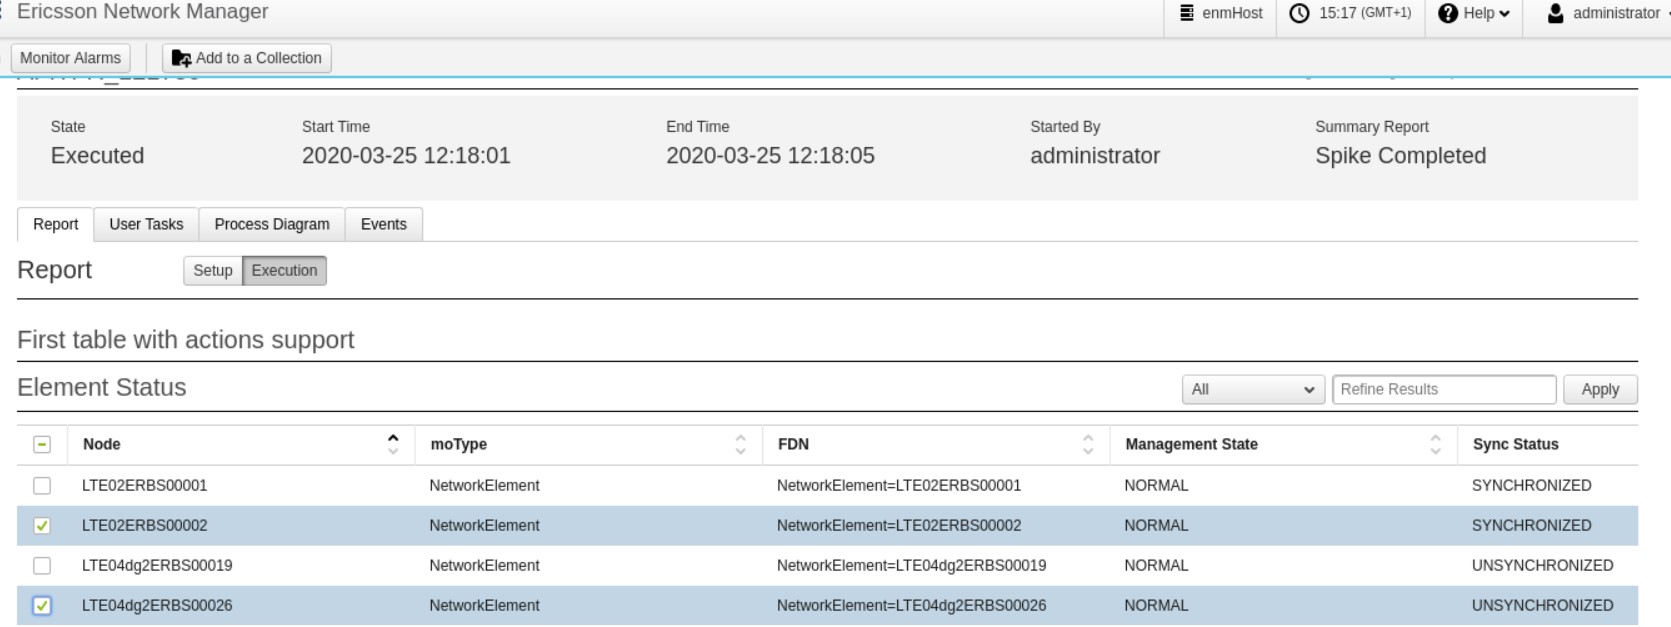 Ericsson Network Manager enmHost 15:17 (GMT+1) Help administrator
Monitor Alarms Add to a Collection
State Start Time End Time Started By Summary Report
Executed 2020-03-25 12:18:01 2020-03-25 12:18:05 administrator Spike Completed
Report User Tasks Process Diagram Events
Report Setup Execution
First table with actions support
Element Status All Refine Results Apply
Node moType FDN Management State Sync Status
LTE02ERBS00001 NetworkElement NetworkElement=LTE02ERBS00001 NORMAL SYNCHRONIZED
LTE02ERBS00002 NetworkElement NetworkElement=LTE02ERBS00002 NORMAL SYNCHRONIZED
LTE04dg2ERBS00019 NetworkElement NetworkElement=LTE04dg2ERBS00019 NORMAL UNSYNCHRONIZED
LTE04dg2ERBS00026 NetworkElement NetworkElement=LTE04dg2ERBS00026 NORMAL UNSYNCHRONIZED